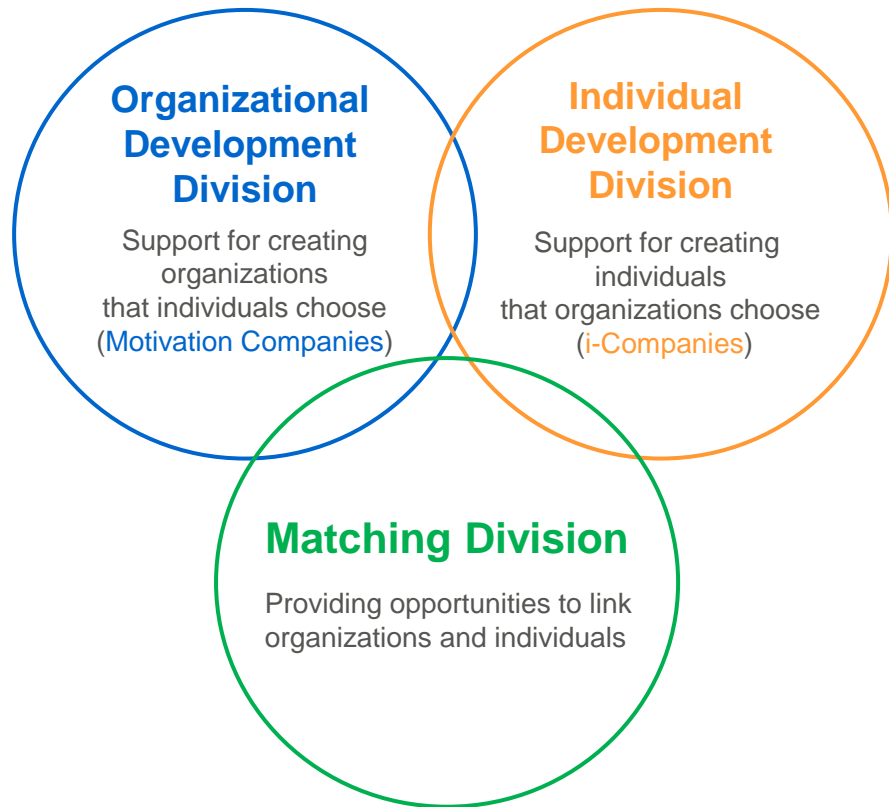 Organizational
Development
Division
Support for creating
organizations
that individuals choose
(Motivation Companies)
Individual
Development
Division
Support for creating
individuals
that organizations choose
(i-Companies)
Matching Division
Providing opportunities to link
organizations and individuals